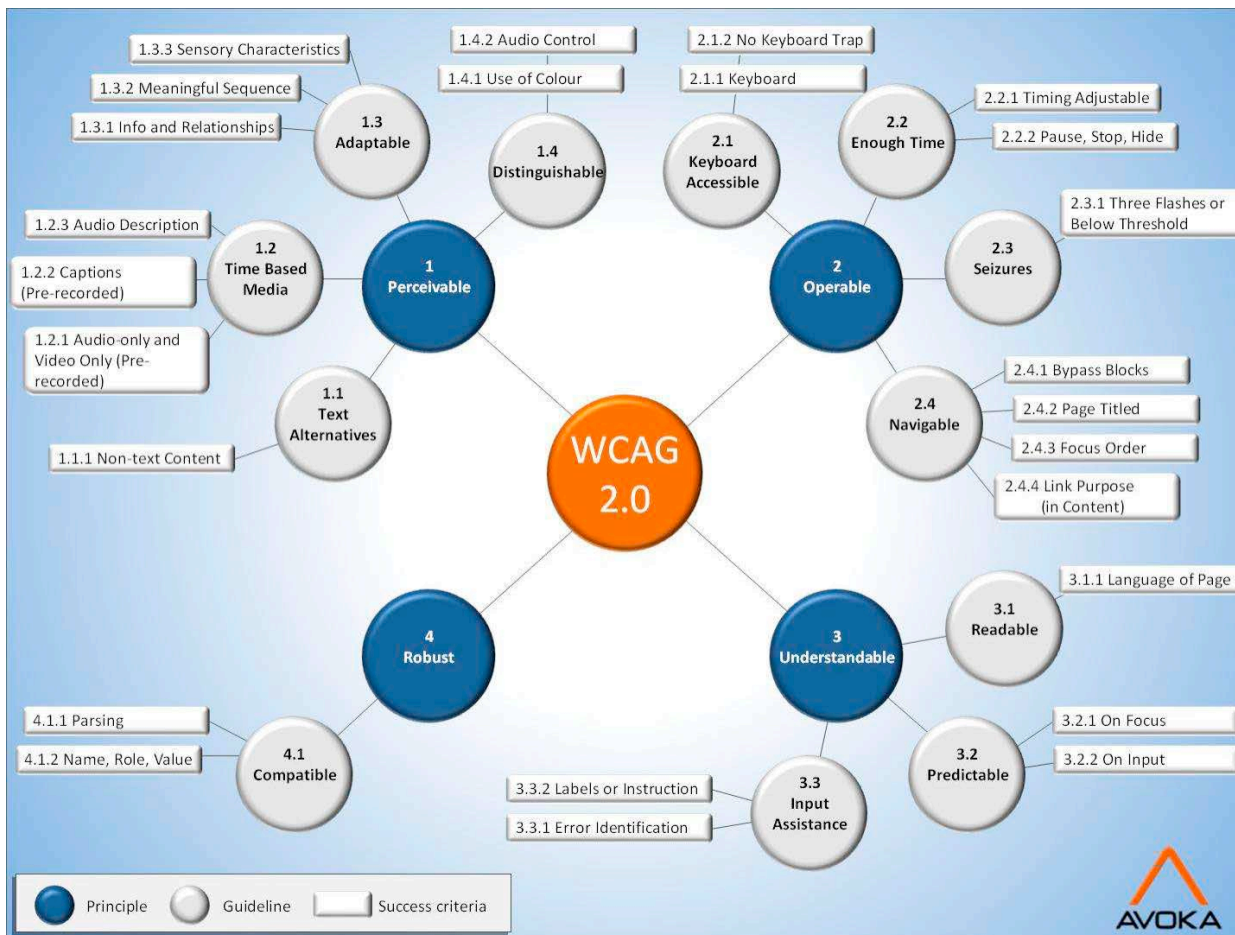 1.3.3 Sensory Characteristics
1.3.2 Meaningful Sequence
1.3.1 Info and Relationships
1.3
Adaptable
1.4.2 Audio Control
1.4.1 Use of Colour
1.4
Distinguishable
2.1.2 No Keyboard Trap
2.1.1 Keyboard
2.1
Keyboard
Accessible
2.2
Enough Time
2.2.1 Timing Adjustable
2.2.2 Pause, Stop, Hide
1.2.3 Audio Description
1.2.2 Captions
(Pre-recorded)
1.2.1 Audio-only and
Video Only (Pre-
recorded)
1.2
Time Based
Media
1
Perceivable
2
Operable
2.3
Seizures
2.3.1 Three Flashes or
Below Threshold
1.1
Text
Alternatives
1.1.1 Non-text Content
WCAG
2.0
2.4
Navigable
2.4.1 Bypass Blocks
2.4.2 Page Titled
2.4.3 Focus Order
2.4.4 Link Purpose
(in Content)
4
Robust
3
Understandable
3.1
Readable
3.1.1 Language of Page
4.1.1 Parsing
4.1.2 Name, Role, Value
4.1
Compatible
3.3.2 Labels or Instruction
3.3.1 Error Identification
3.3
Input
Assistance
3.2
Predictable
3.2.1 On Focus
3.2.2 On Input
Principle
Guideline
Success criteria
AVOKA